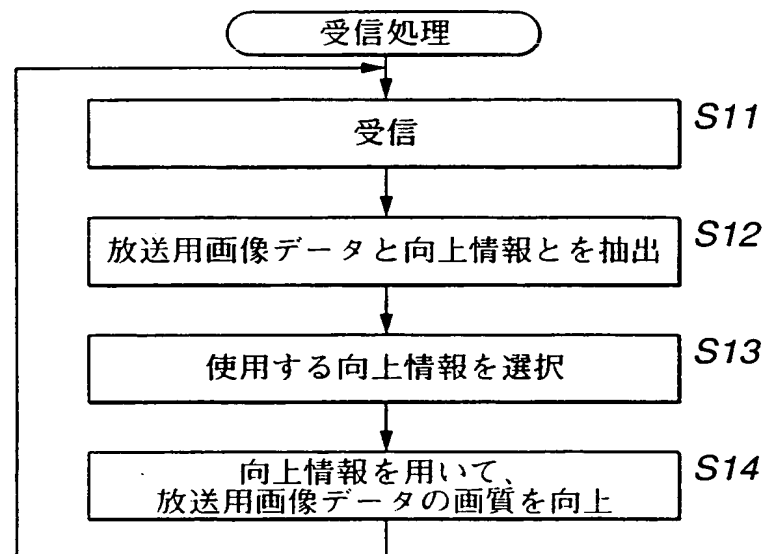 受信処理
受信
S11
放送用画像データと向上情報とを抽出
S12
使用する向上情報を選択
S13
向上情報を用いて、
放送用画像データの画質を向上
S14